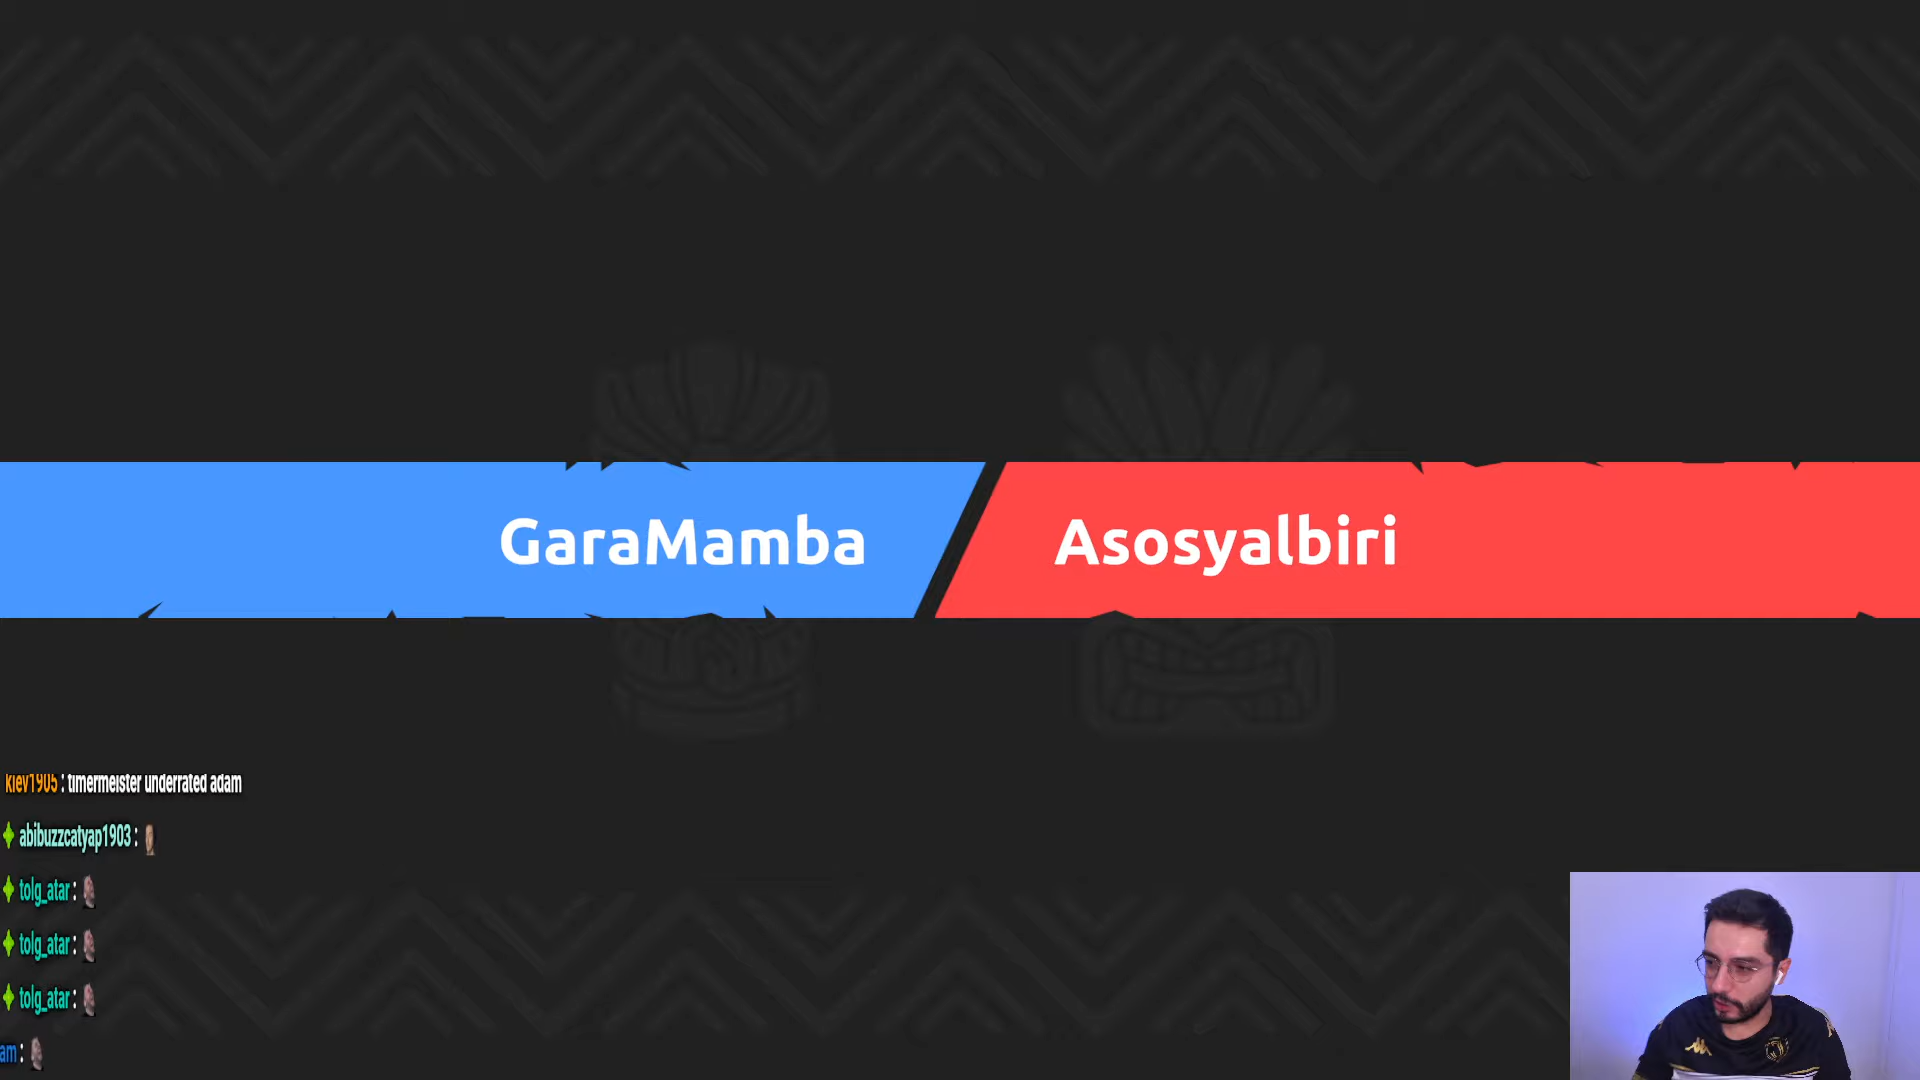 GaraMamba
Asosyalbiri
kiev1905 : timermeister underrated adam
abibuzzcatyap1903 :
tolg_atar :
tolg_atar :
tolg_atar :
am :